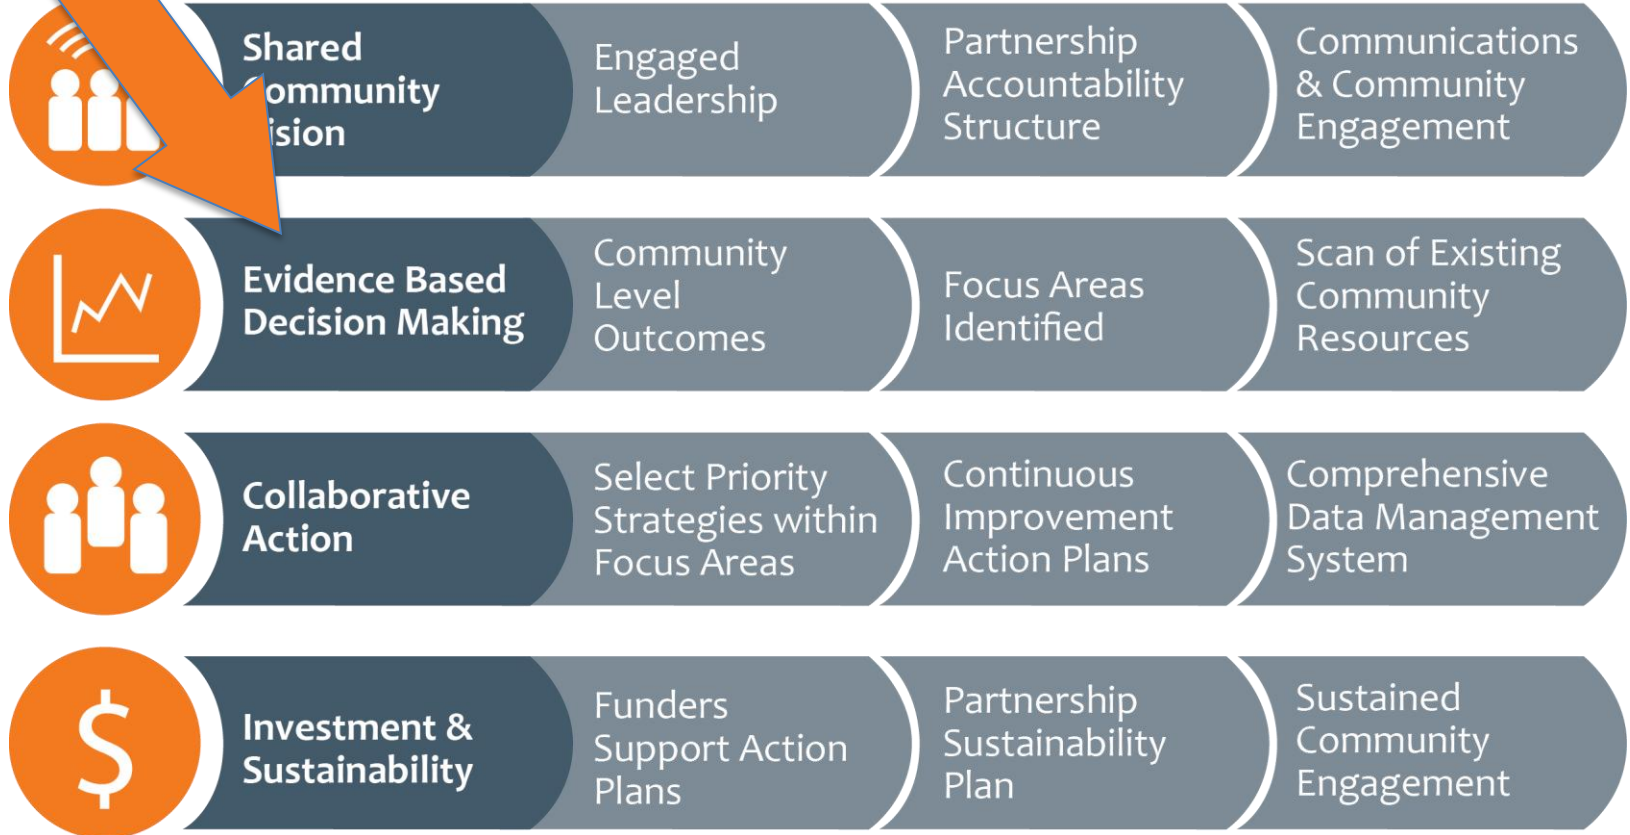 Shared
Community
Vision
Engaged
Leadership
Partnership
Accountability
Structure
Communications
& Community
Engagement
Evidence Based
Decision Making
Community
Level
Outcomes
Focus Areas
Identified
Scan of Existing
Community
Resources
Collaborative
Action
Select Priority
Strategies within
Focus Areas
Continuous
Improvement
Action Plans
Comprehensive
Data Management
System
$
Investment &
Sustainability
Funders
Support Action
Plans
Partnership
Sustainability
Plan
Sustained
Community
Engagement